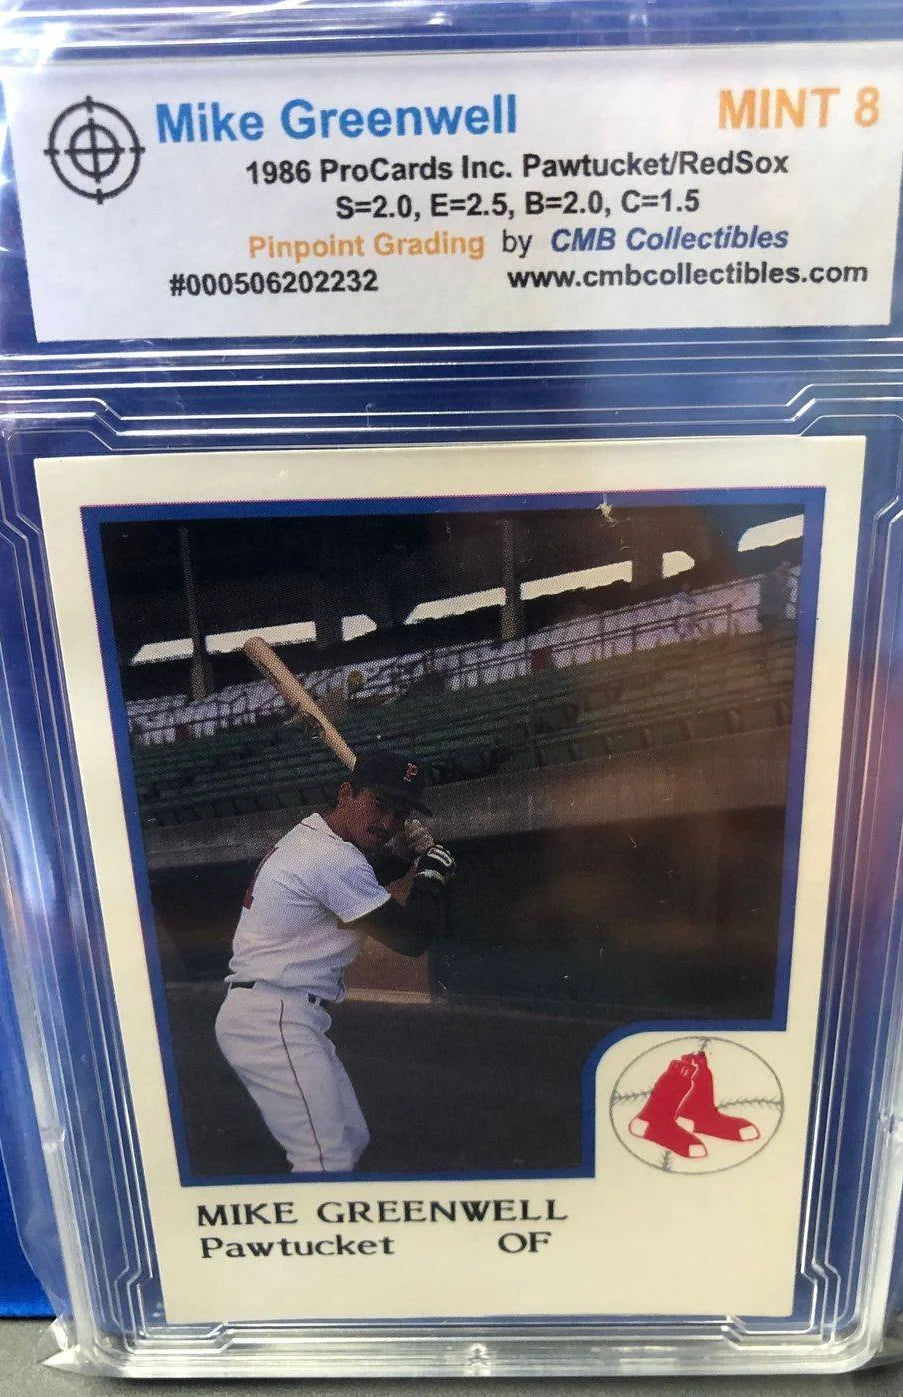 Mike Greenwell MINT 8
1986 ProCards Inc. Pawtucket/RedSox
S=2.0, E=2.5, B=2.0, C=1.5
Pinpoint Grading by CMB Collectibles
#000506202232 www.cmbcollectibles.com
P
MIKE GREENWELL
Pawtucket OF